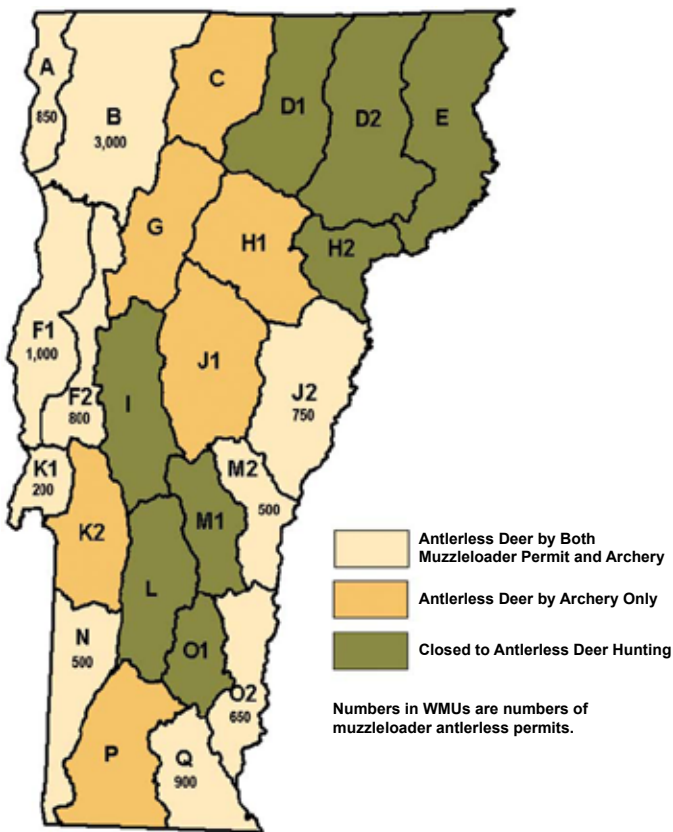 A
850
B
3,000
C
D1
D2
E
G
H1
H2
F1
1,000
F2
800
I
J1
J2
750
K1
200
K2
M2
500
M1
L
N
500
O1
O2
650
P
Q
900
Antlerless Deer by Both
Muzzleloader Permit and Archery
Antlerless Deer by Archery Only
Closed to Antlerless Deer Hunting
Numbers in WMUs are numbers of
muzzleloader antlerless permits.